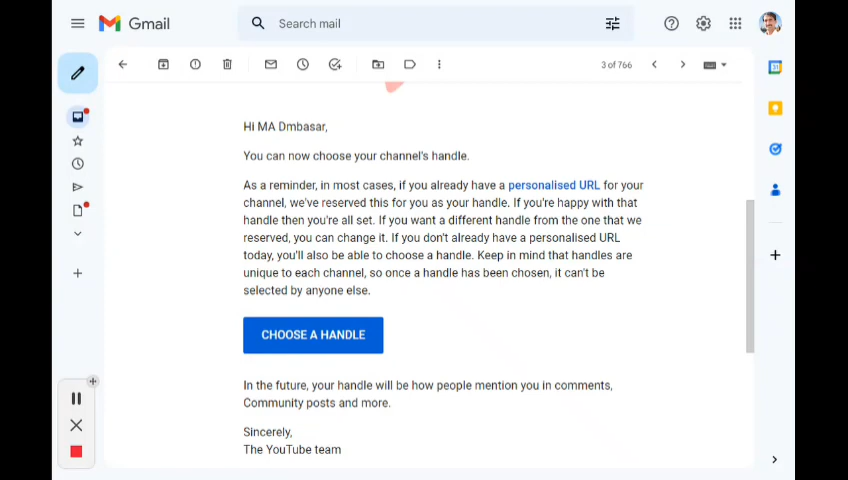 Gmail
Search mail
3 of 766
31
Hi MA Dmbasar,
You can now choose your channel's handle.
As a reminder, in most cases, if you already have a personalised URL for your
channel, we've reserved this for you as your handle. If you're happy with that
handle then you're all set. If you want a different handle from the one that we
reserved, you can change it. If you don't already have a personalised URL
today, you'll also be able to choose a handle. Keep in mind that handles are
unique to each channel, so once a handle has been chosen, it can't be
selected by anyone else.
CHOOSE A HANDLE
In the future, your handle will be how people mention you in comments,
Community posts and more.
Sincerely,
The YouTube team